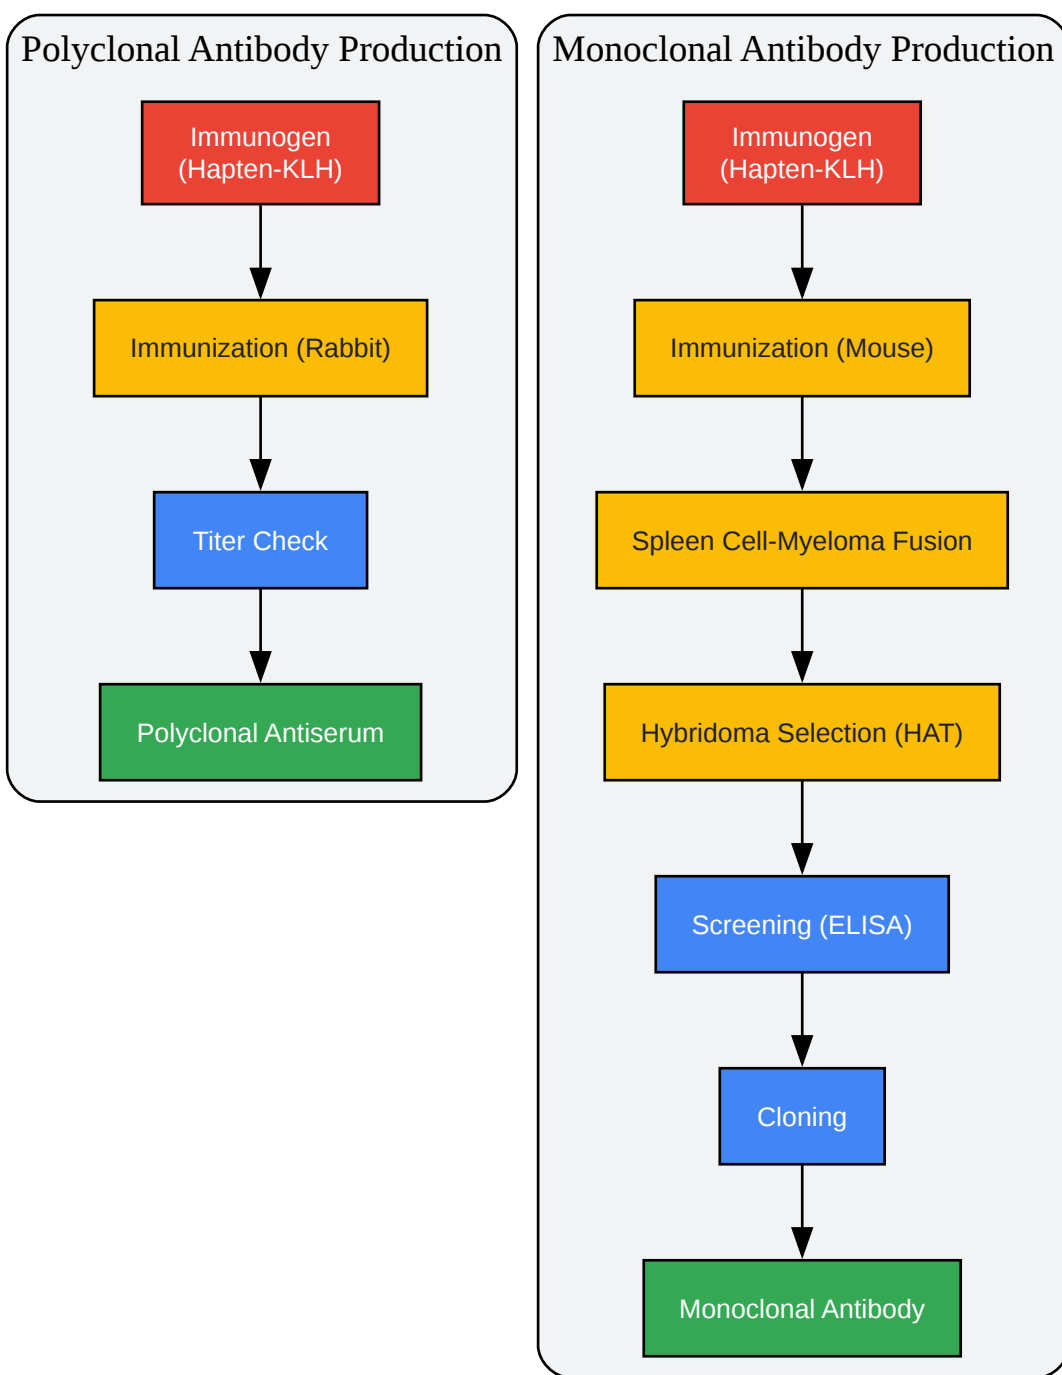 Polyclonal Antibody Production
Immunogen
(Hapten-KLH)
Immunization (Rabbit)
Titer Check
Polyclonal Antiserum
Monoclonal Antibody Production
Immunogen
(Hapten-KLH)
Immunization (Mouse)
Spleen Cell-Myeloma Fusion
Hybridoma Selection (HAT)
Screening (ELISA)
Cloning
Monoclonal Antibody